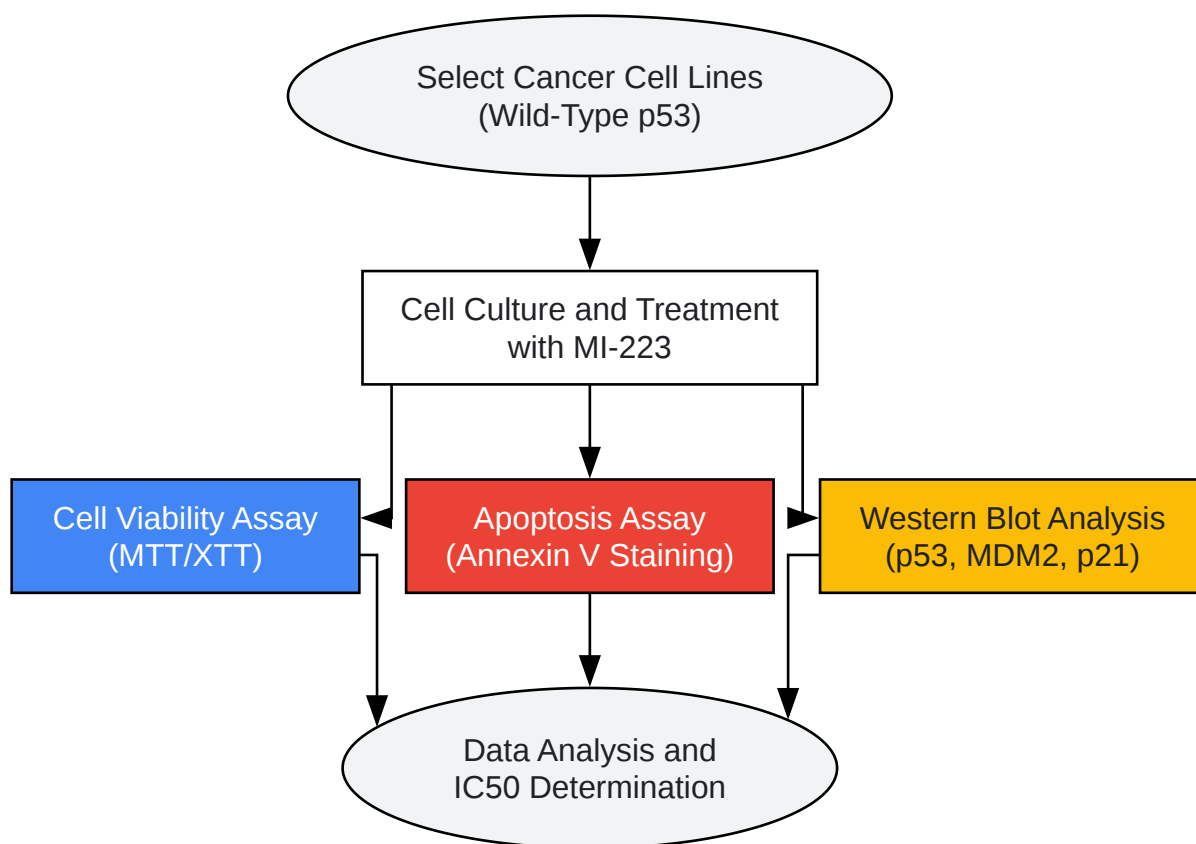 Select Cancer Cell Lines
(Wild-Type p53)
Cell Culture and Treatment
with MI-223
Cell Viability Assay
(MTT/XTT)
Apoptosis Assay
(Annexin V Staining)
Western Blot Analysis
(p53, MDM2, p21)
Data Analysis and
IC50 Determination